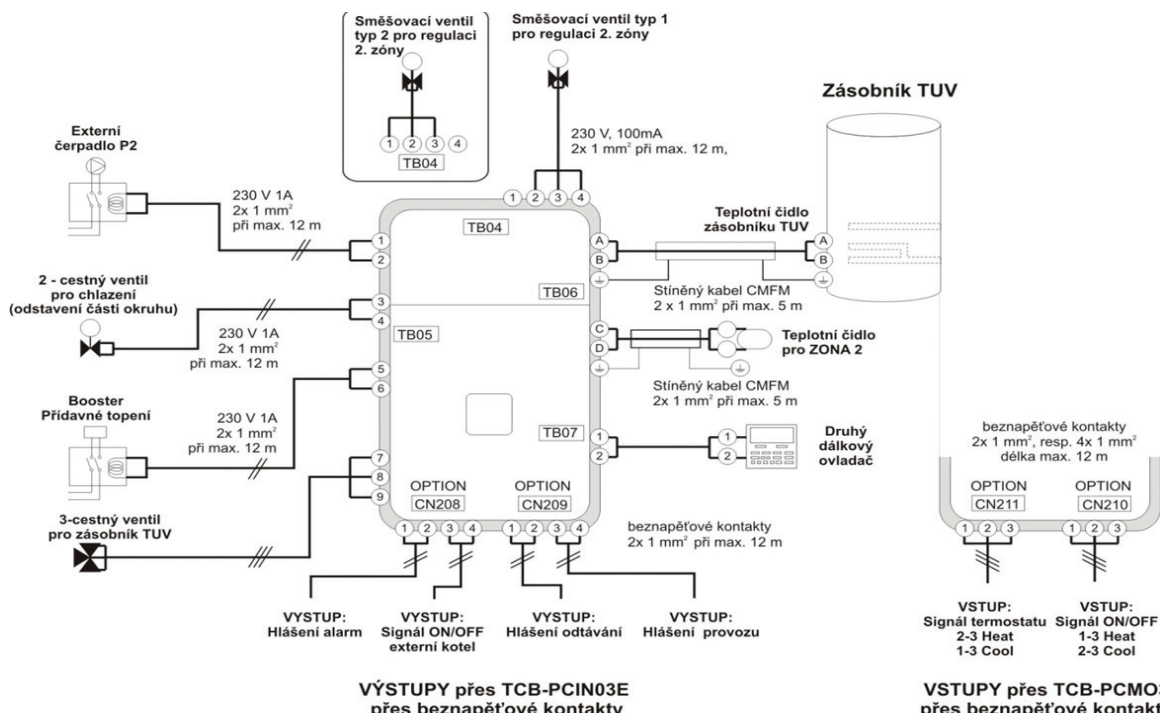 Směšovací ventil
typ 2 pro regulaci
2. zóny
1 2 3 4
TB04
Směšovací ventil typ 1
pro regulaci 2. zóny
230 V, 100mA
2x 1 mm² při max. 12 m,
1 2 3 4
Zásobník TUV
Externí
čerpadlo P2
230 V 1A
2x 1 mm²
při max. 12 m
1
2
TB04
A
B
TB06
Teplotní čidlo
zásobníku TUV
A
B
Stíněný kabel CMFM
2 x 1 mm² při max. 5 m
2 - cestný ventil
pro chlazení
(odstavení části okruhu)
230 V 1A
2x 1 mm²
při max. 12 m
3
4
TB05
C
D
Teplotní čidlo
pro ZONA 2
Stíněný kabel CMFM
2x 1 mm² při max. 5 m
Booster
Přídavné topení
230 V 1A
2x 1 mm²
při max. 12 m
5
6
TB07
1
2
1
2
Druhý
dálkový
ovladač
3-cestný ventil
pro zásobník TUV
7
8
9
OPTION
CN208
OPTION
CN209
1 2 3 4
1 2 3 4
beznapěťové kontakty
2x 1 mm² při max. 12 m
VYSTUP:
Hlášení alarm
VYSTUP:
Signál ON/OFF
externí kotel
VYSTUP:
Hlášení odtávání
VYSTUP:
Hlášení provozu
VÝSTUPY přes TCB-PCIN03E
přes beznapěťové kontakty
beznapěťové kontakty
2x 1 mm², resp. 4x 1 mm²
délka max. 12 m
OPTION
CN211
OPTION
CN210
1 2 3
1 2 3
VSTUP:
Signál termostatu
2-3 Heat
1-3 Cool
VSTUP:
Signál ON/OFF
1-3 Heat
2-3 Cool
VSTUPY přes
přes beznapěťové